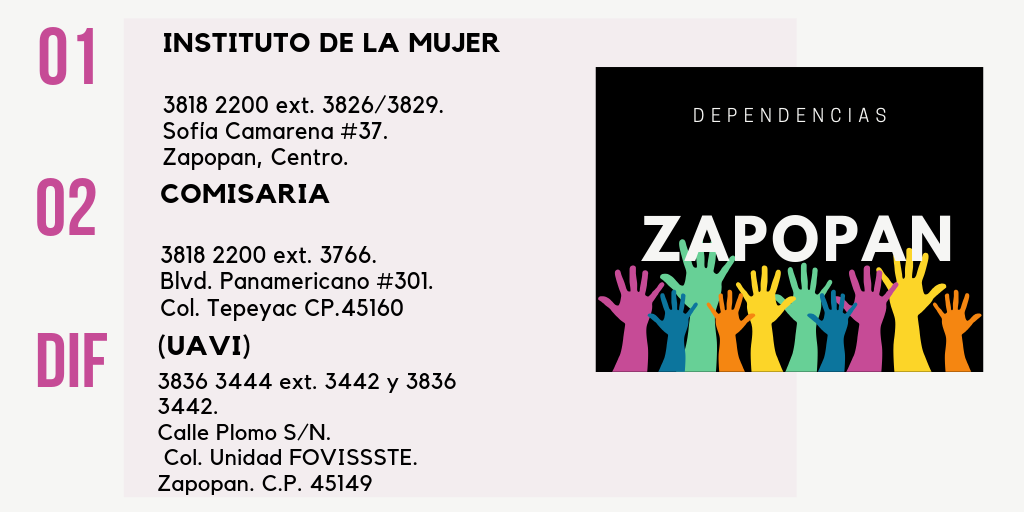 01
INSTITUTO DE LA MUJER
3818 2200 ext. 3826/3829.
Sofía Camarena #37.
Zapopan, Centro.
02
COMISARIA
3818 2200 ext. 3766.
Blvd. Panamericano #301.
Col. Tepeyac CP.45160
DIF
(UAVI)
3836 3444 ext. 3442 y 3836
3442.
Calle Plomo S/N.
Col. Unidad FOVISSSTE.
Zapopan. C.P. 45149
DEPENDENCIAS
ZAPOPAN